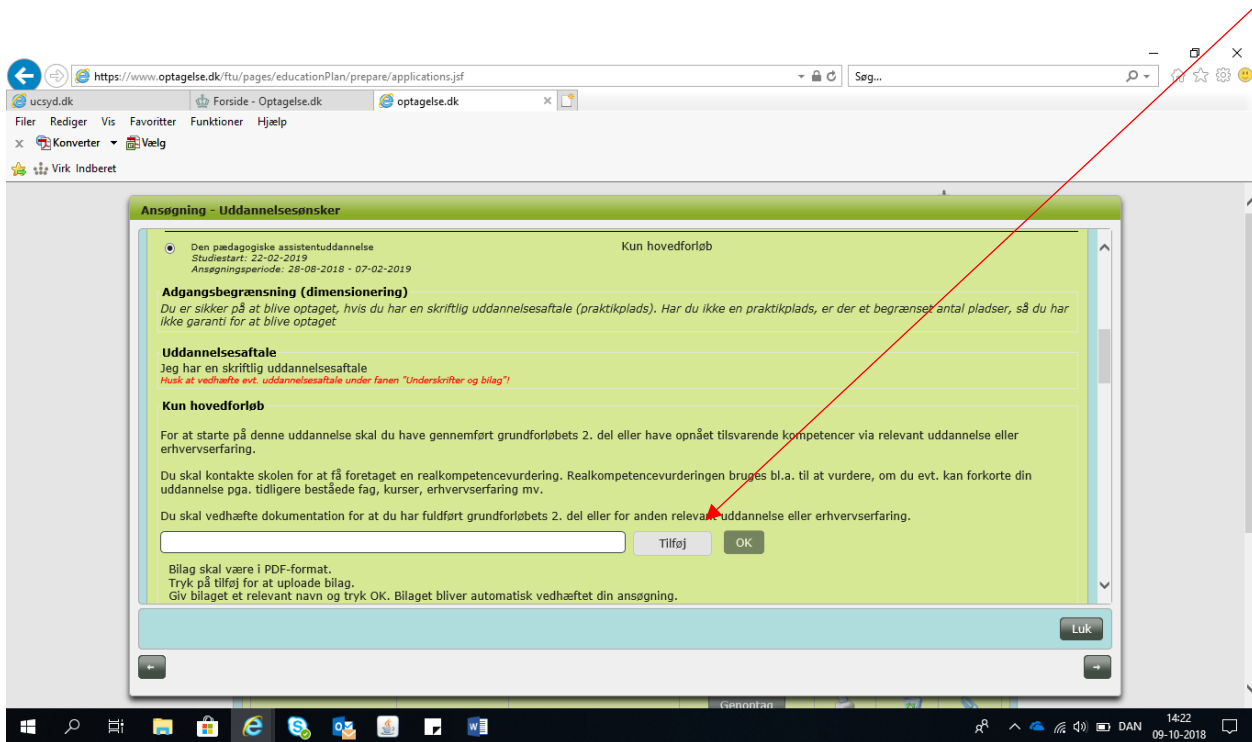 https://www.optagelse.dk/ftu/pages/educationPlan/prepare/applications.jsf
Søg...
ucsyd.dk
Forside - Optagelse.dk
optagelse.dk
Filer Rediger Vis Favoritter Funktioner Hjælp
x Konverter Vælg
Virk Indberet
Ansøgning - Uddannelsesønsker
Den pædagogiske assistentuddannelse
Kun hovedforløb
Studiestart: 22-02-2019
Ansøgningsperiode: 28-08-2018 - 07-02-2019
Adgangsbegrænsning (dimensionering)
Du er sikker på at blive optaget, hvis du har en skriftlig uddannelsesaftale (praktikplads). Har du ikke en praktikplads, er der et begrænset antal pladser, så du har
ikke garanti for at blive optaget
Uddannelsesaftale
Jeg har en skriftlig uddannelsesaftale
Husk at vedhæfte evt. uddannelsesaftale under fanen "Underskrifter og bilag"!
Kun hovedforløb
For at starte på denne uddannelse skal du have gennemført grundforløbets 2. del eller have opnået tilsvarende kompetencer via relevant uddannelse eller
erhvervserfaring.
Du skal kontakte skolen for at få foretaget en realkompetencevurdering. Realkompetencevurderingen bruges bl.a. til at vurdere, om du evt. kan forkorte din
uddannelse pga. tidligere beståede fag, kurser, erhvervserfaring mv.
Du skal vedhæfte dokumentation for at du har fuldført grundforløbets 2. del eller for anden relevant uddannelse eller erhvervserfaring.
Tilføj OK
Bilag skal være i PDF-format.
Tryk på tilføj for at uploade bilag.
Giv bilaget et relevant navn og tryk OK. Bilaget bliver automatisk vedhæftet din ansøgning.
Luk
Genoptag
DAN
14:22
09-10-2018